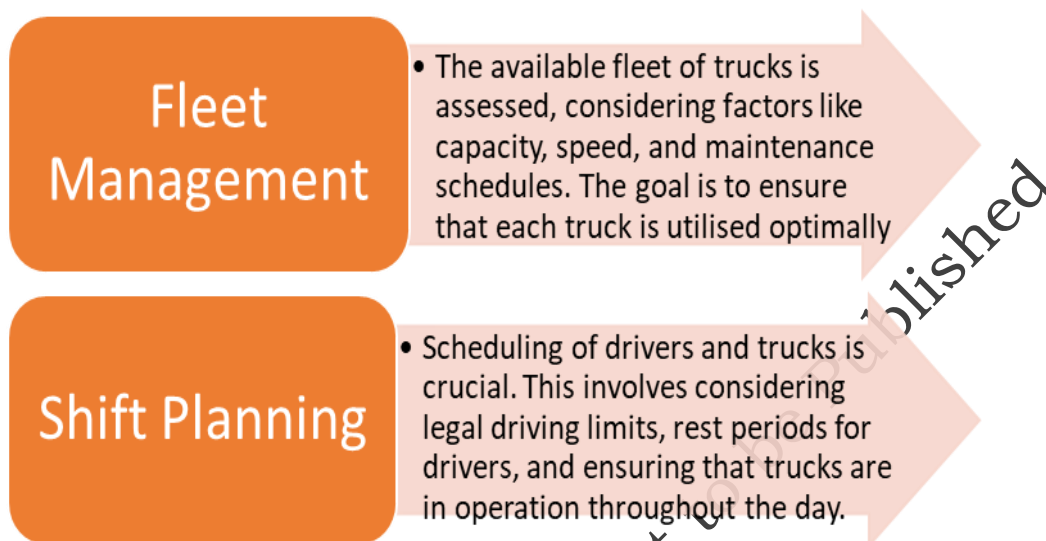 Fleet
Management
• The available fleet of trucks is
assessed, considering factors like
capacity, speed, and maintenance
schedules. The goal is to ensure
that each truck is utilised optimally
Shift Planning
• Scheduling of drivers and trucks is
crucial. This involves considering
legal driving limits, rest periods for
drivers, and ensuring that trucks are
in operation throughout the day.
to be Published